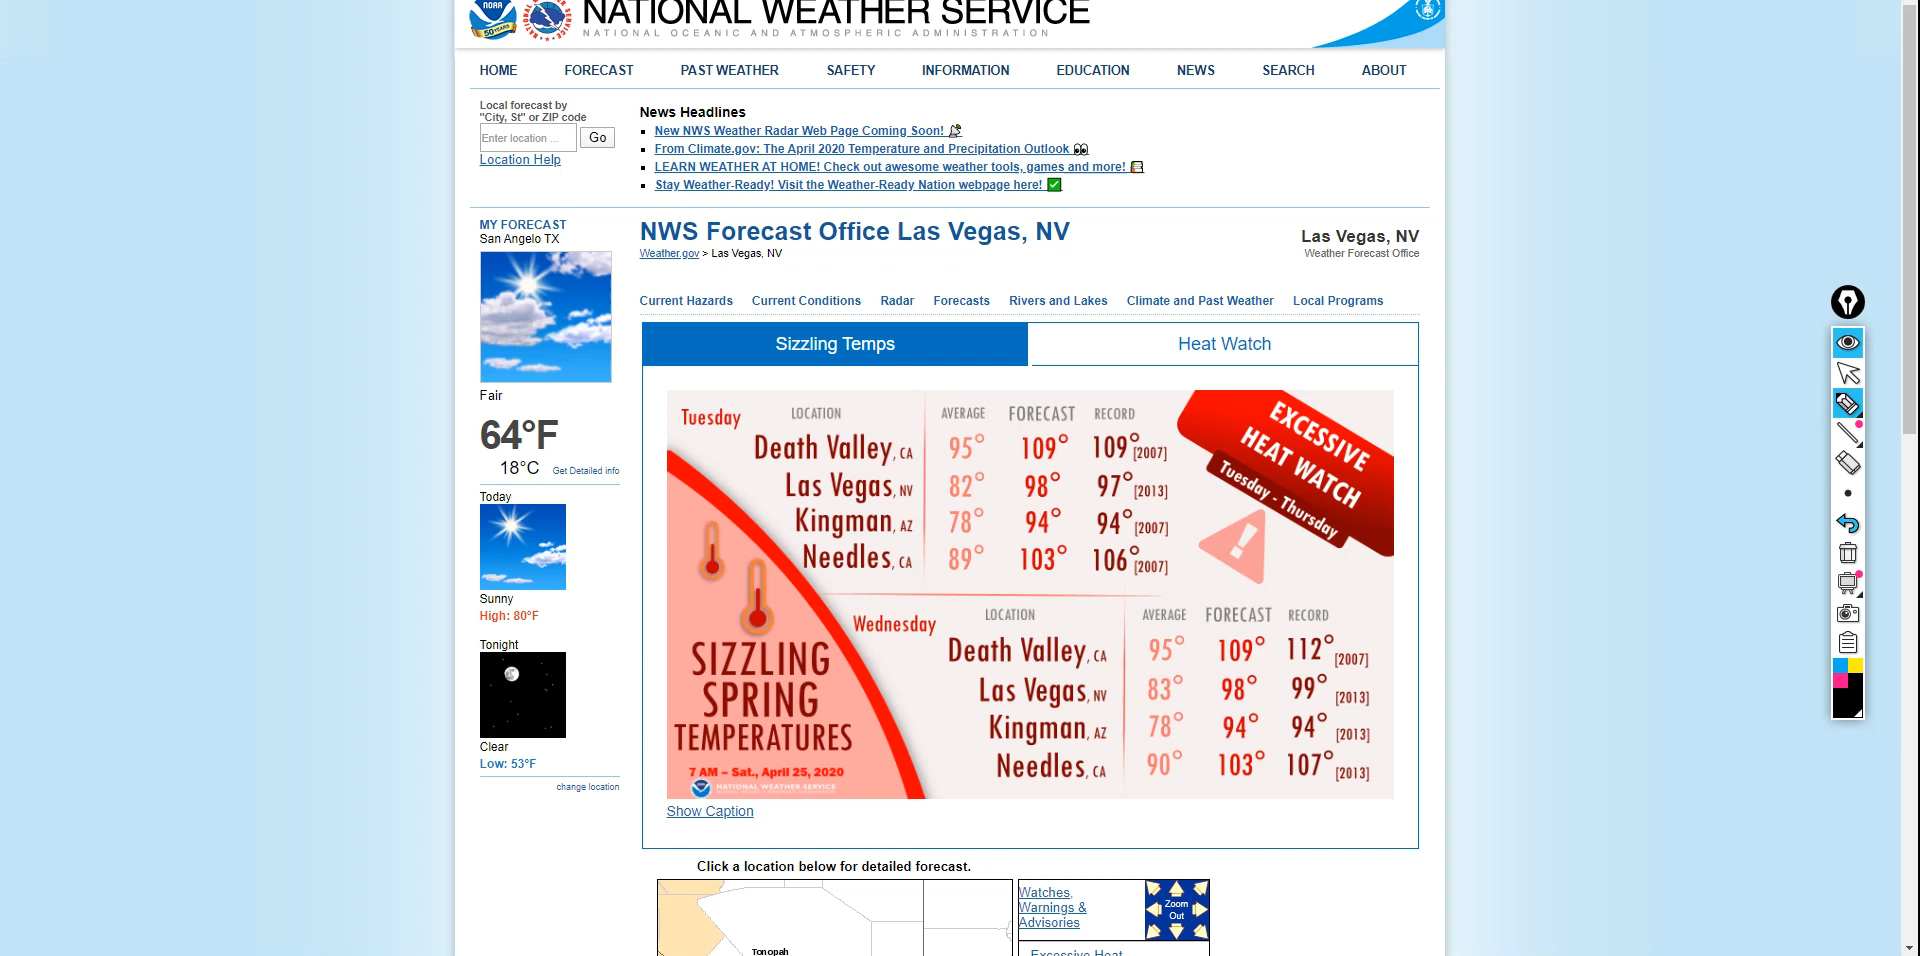 NOAA
50 YEARS
NATIONAL WEATHER SERVICE
NATIONAL OCEANIC AND ATMOSPHERIC ADMINISTRATION
HOME FORECAST PAST WEATHER SAFETY INFORMATION EDUCATION NEWS SEARCH ABOUT
Local forecast by
"City, St" or ZIP code
Enter location ... Go
Location Help
News Headlines
New NWS Weather Radar Web Page Coming Soon!
From Climate.gov: The April 2020 Temperature and Precipitation Outlook
LEARN WEATHER AT HOME! Check out awesome weather tools, games and more!
Stay Weather-Ready! Visit the Weather-Ready Nation webpage here!
MY FORECAST
San Angelo TX
Fair
64°F
18°C Get Detailed info
Today
Sunny
High: 80°F
Tonight
Clear
Low: 53°F
change location
NWS Forecast Office Las Vegas, NV
Weather.gov > Las Vegas, NV
Las Vegas, NV
Weather Forecast Office
Current Hazards Current Conditions Radar Forecasts Rivers and Lakes Climate and Past Weather Local Programs
Sizzling Temps Heat Watch
Tuesday LOCATION AVERAGE FORECAST RECORD
Death Valley, CA 95° 109° 109° [2007]
Las Vegas, NV 82° 98° 97° [2013]
Kingman, AZ 78° 94° 94° [2007]
Needles, CA 89° 103° 106° [2007]
EXCESSIVE
HEAT WATCH
Tuesday - Thursday
Wednesday LOCATION AVERAGE FORECAST RECORD
Death Valley, CA 95° 109° 112° [2007]
Las Vegas, NV 83° 98° 99° [2013]
Kingman, AZ 78° 94° 94° [2013]
Needles, CA 90° 103° 107° [2013]
SIZZLING
SPRING
TEMPERATURES
7 AM – Sat., April 25, 2020
NATIONAL WEATHER SERVICE
Show Caption
Click a location below for detailed forecast.
Tonopah
Watches,
Warnings &
Advisories
Zoom
Out
Excessive Heat